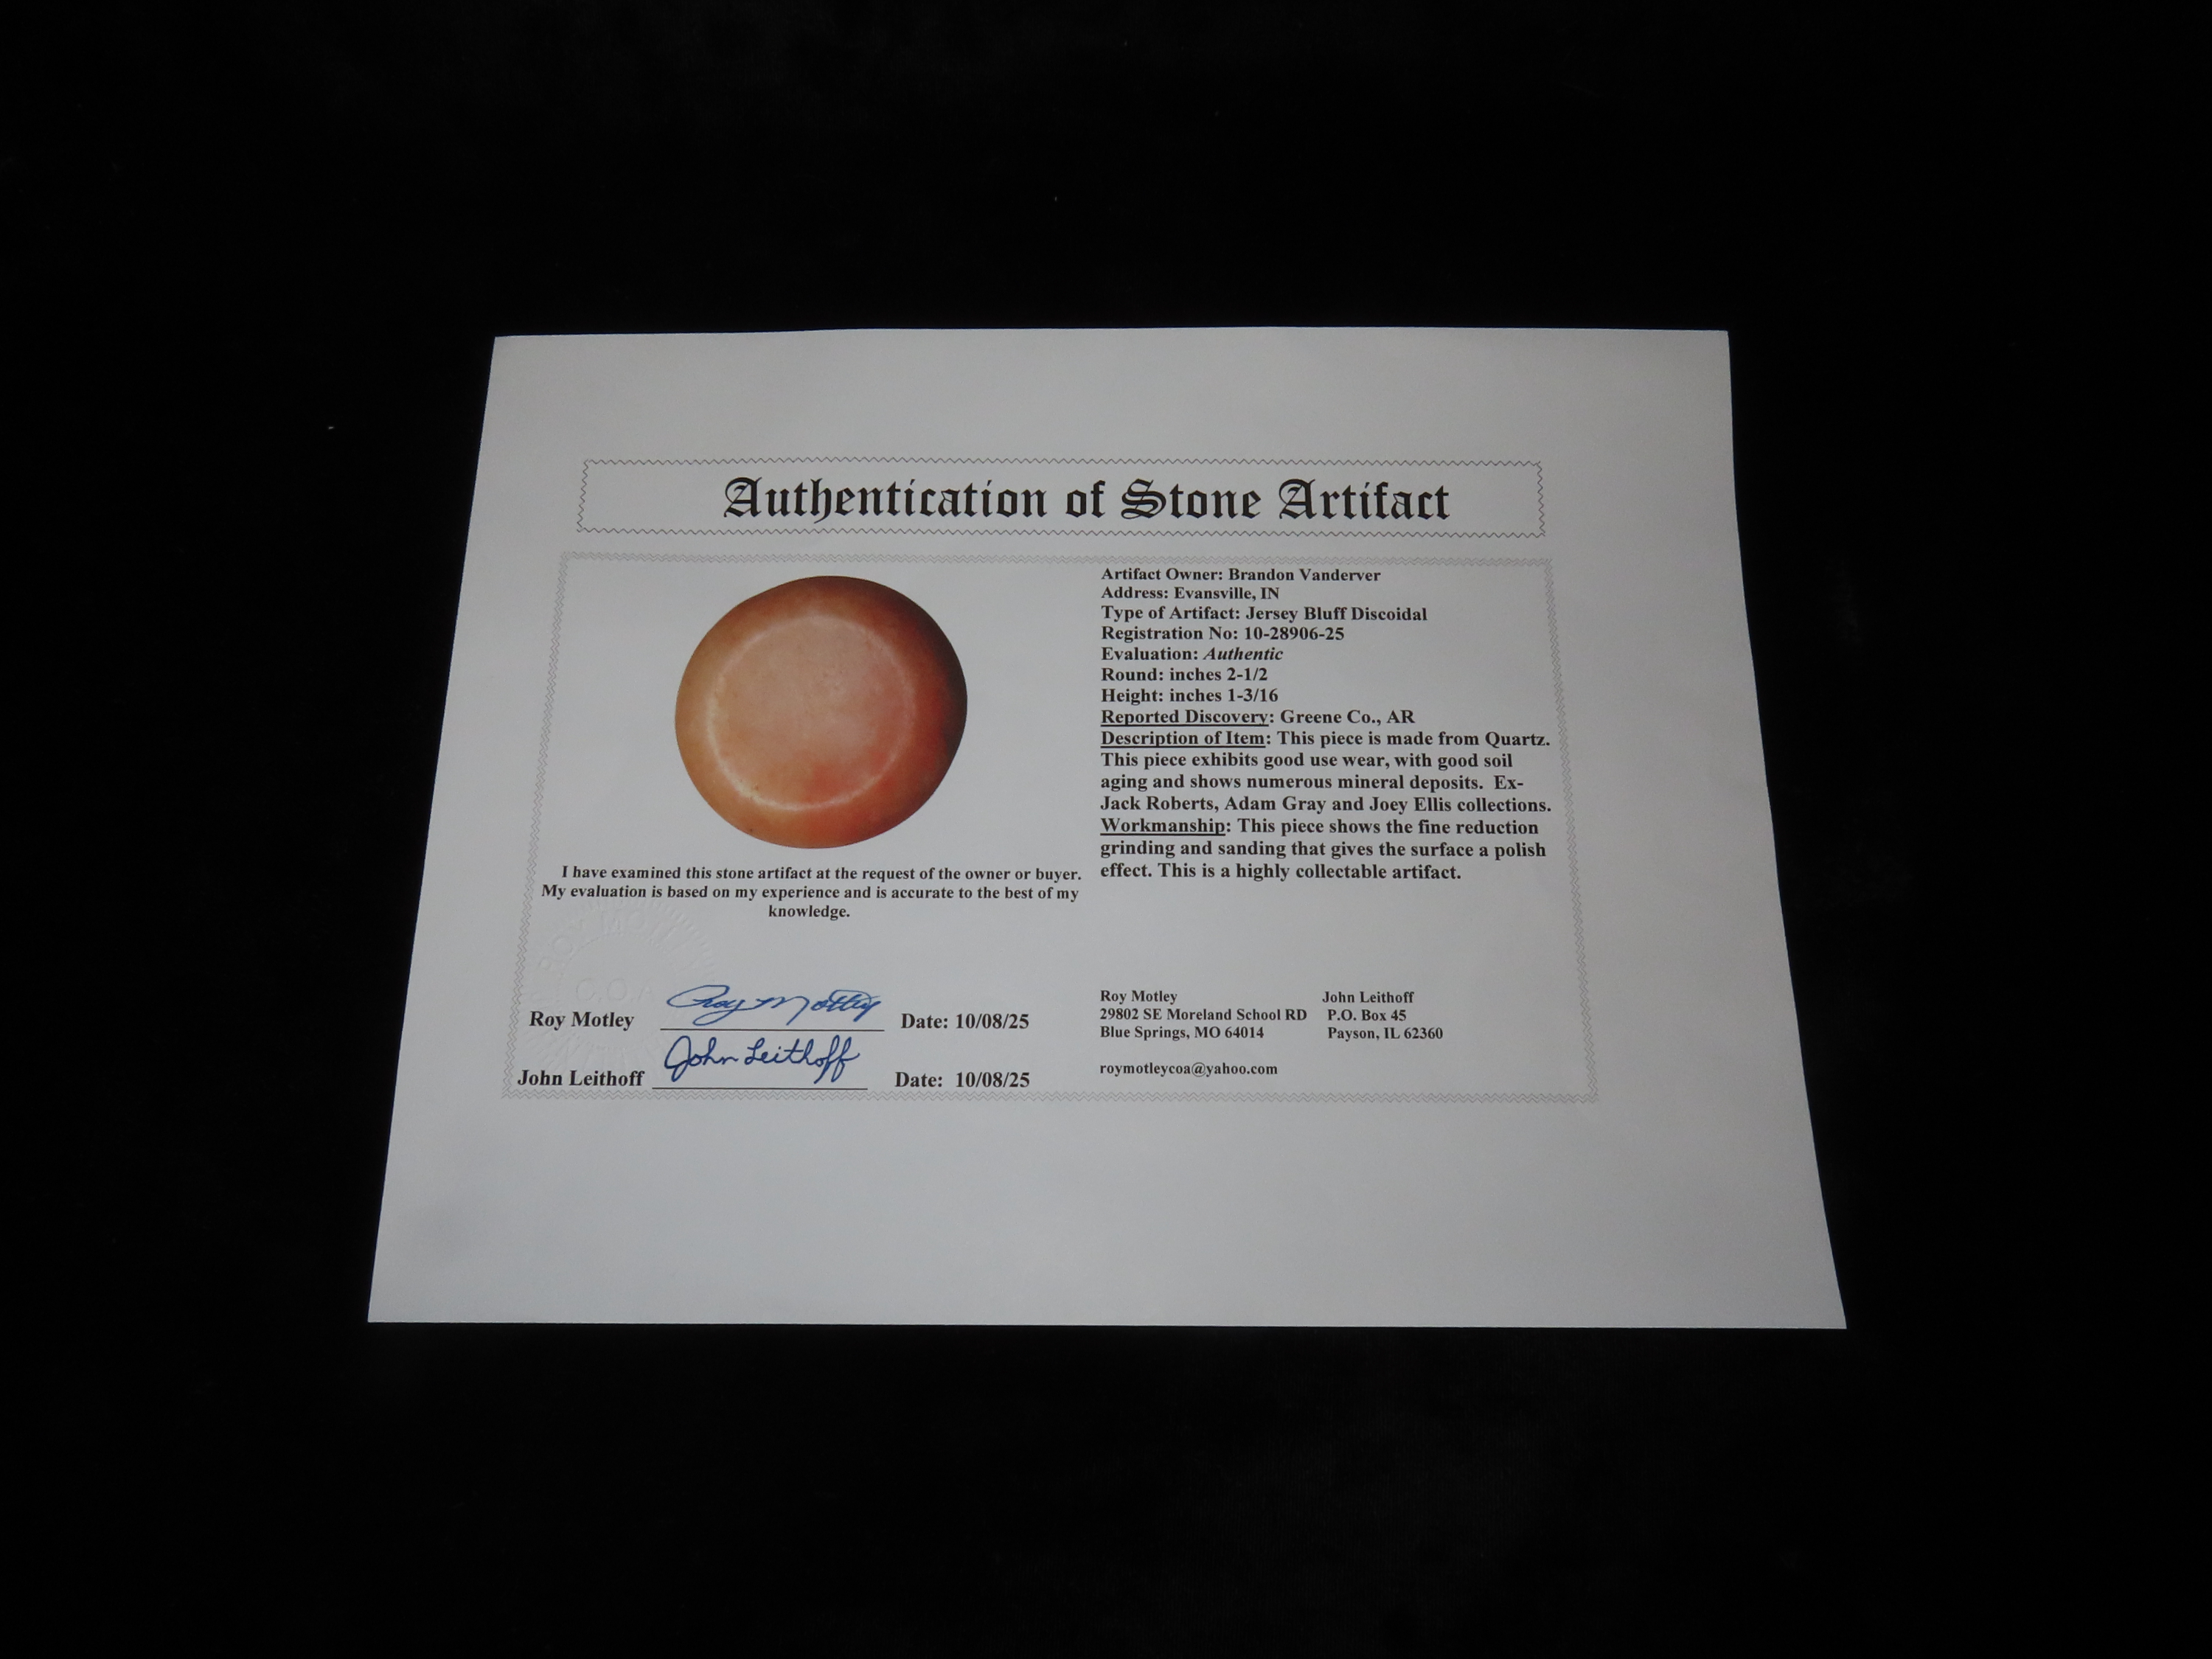 Authentication of Stone Artifact
Artifact Owner: Brandon Vanderver
Address: Evansville, IN
Type of Artifact: Jersey Bluff Discoidal
Registration No: 10-28906-25
Evaluation: Authentic
Round: inches 2-1/2
Height: inches 1-3/16
Reported Discovery: Greene Co., AR
Description of Item: This piece is made from Quartz.
This piece exhibits good use wear, with good soil
aging and shows numerous mineral deposits. Ex-
Jack Roberts, Adam Gray and Joey Ellis collections.
Workmanship: This piece shows the fine reduction
grinding and sanding that gives the surface a polish
effect. This is a highly collectable artifact.
I have examined this stone artifact at the request of the owner or buyer.
My evaluation is based on my experience and is accurate to the best of my
knowledge.
ROY MOTLEY
C.O.A
Roy Motley Roy Motley Date: 10/08/25
John Leithoff John Leithoff Date: 10/08/25
Roy Motley John Leithoff
29802 SE Moreland School RD P.O. Box 45
Blue Springs, MO 64014 Payson, IL 62360
roymotleycoa@yahoo.com